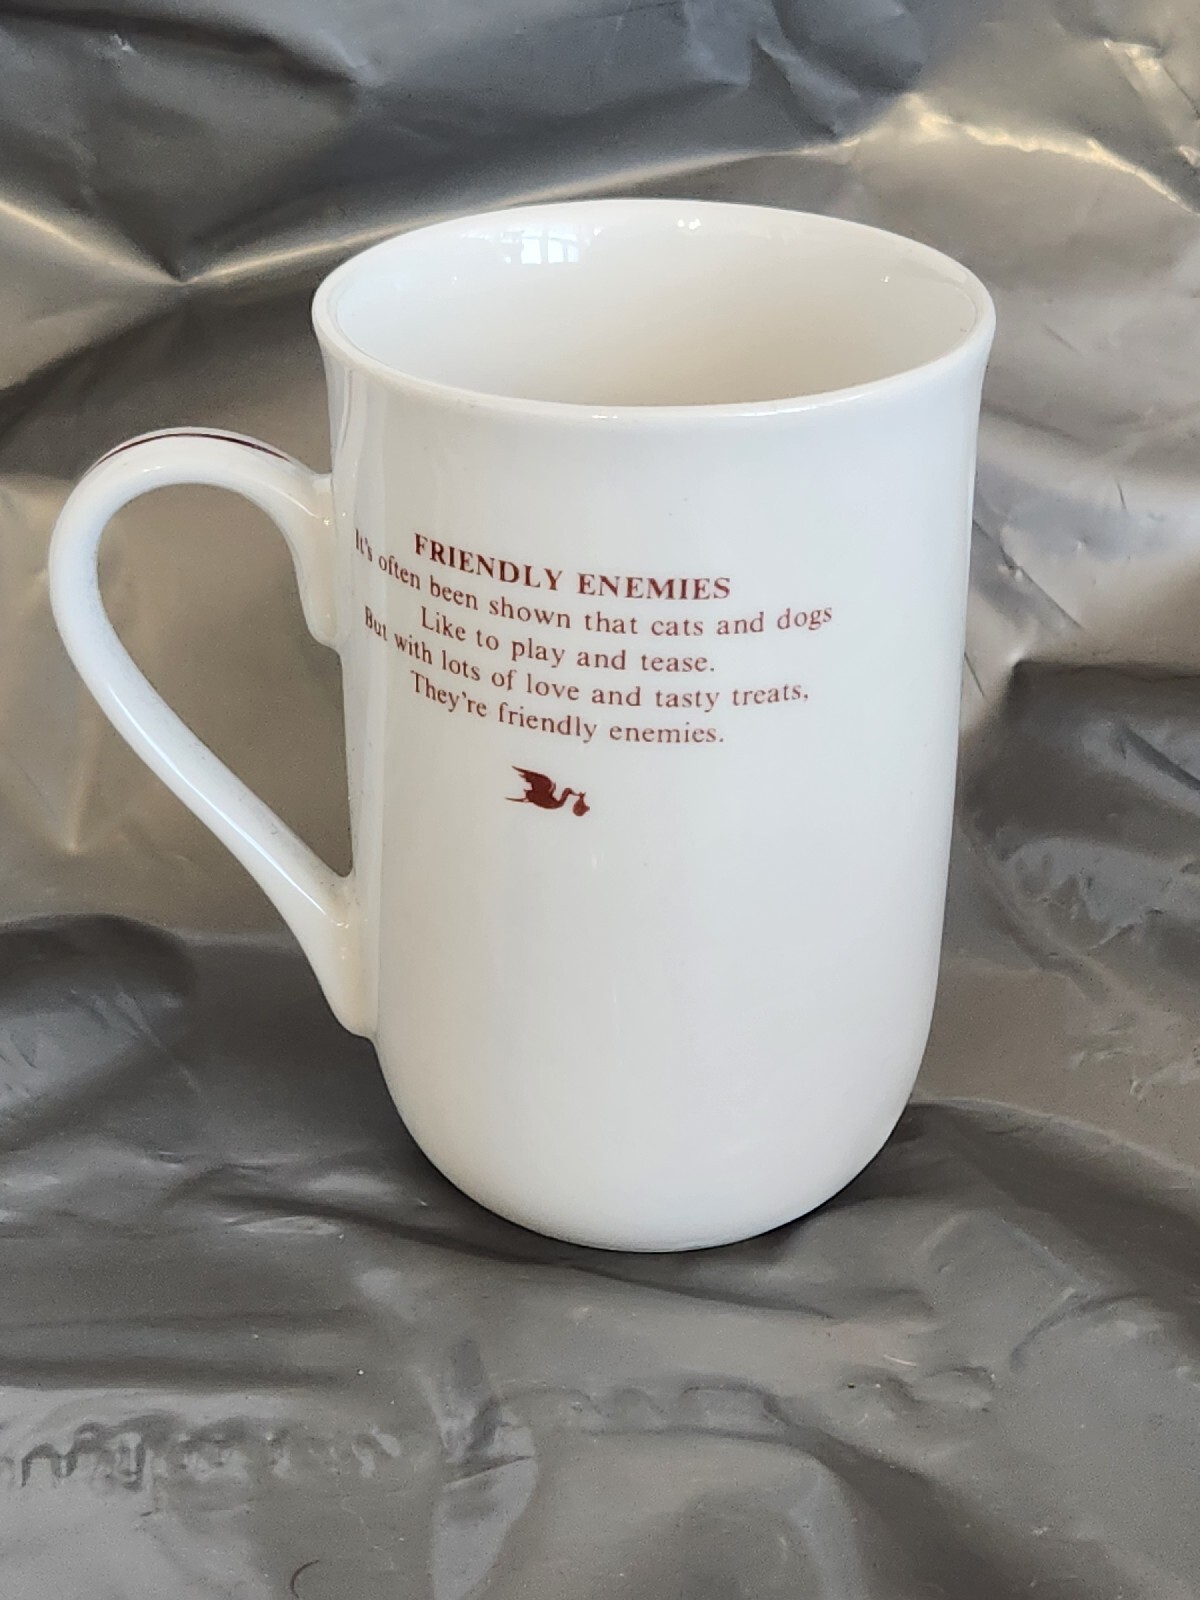 FRIENDLY ENEMIES
It's often been shown that cats and dogs
Like to play and tease.
But with lots of love and tasty treats,
They're friendly enemies.